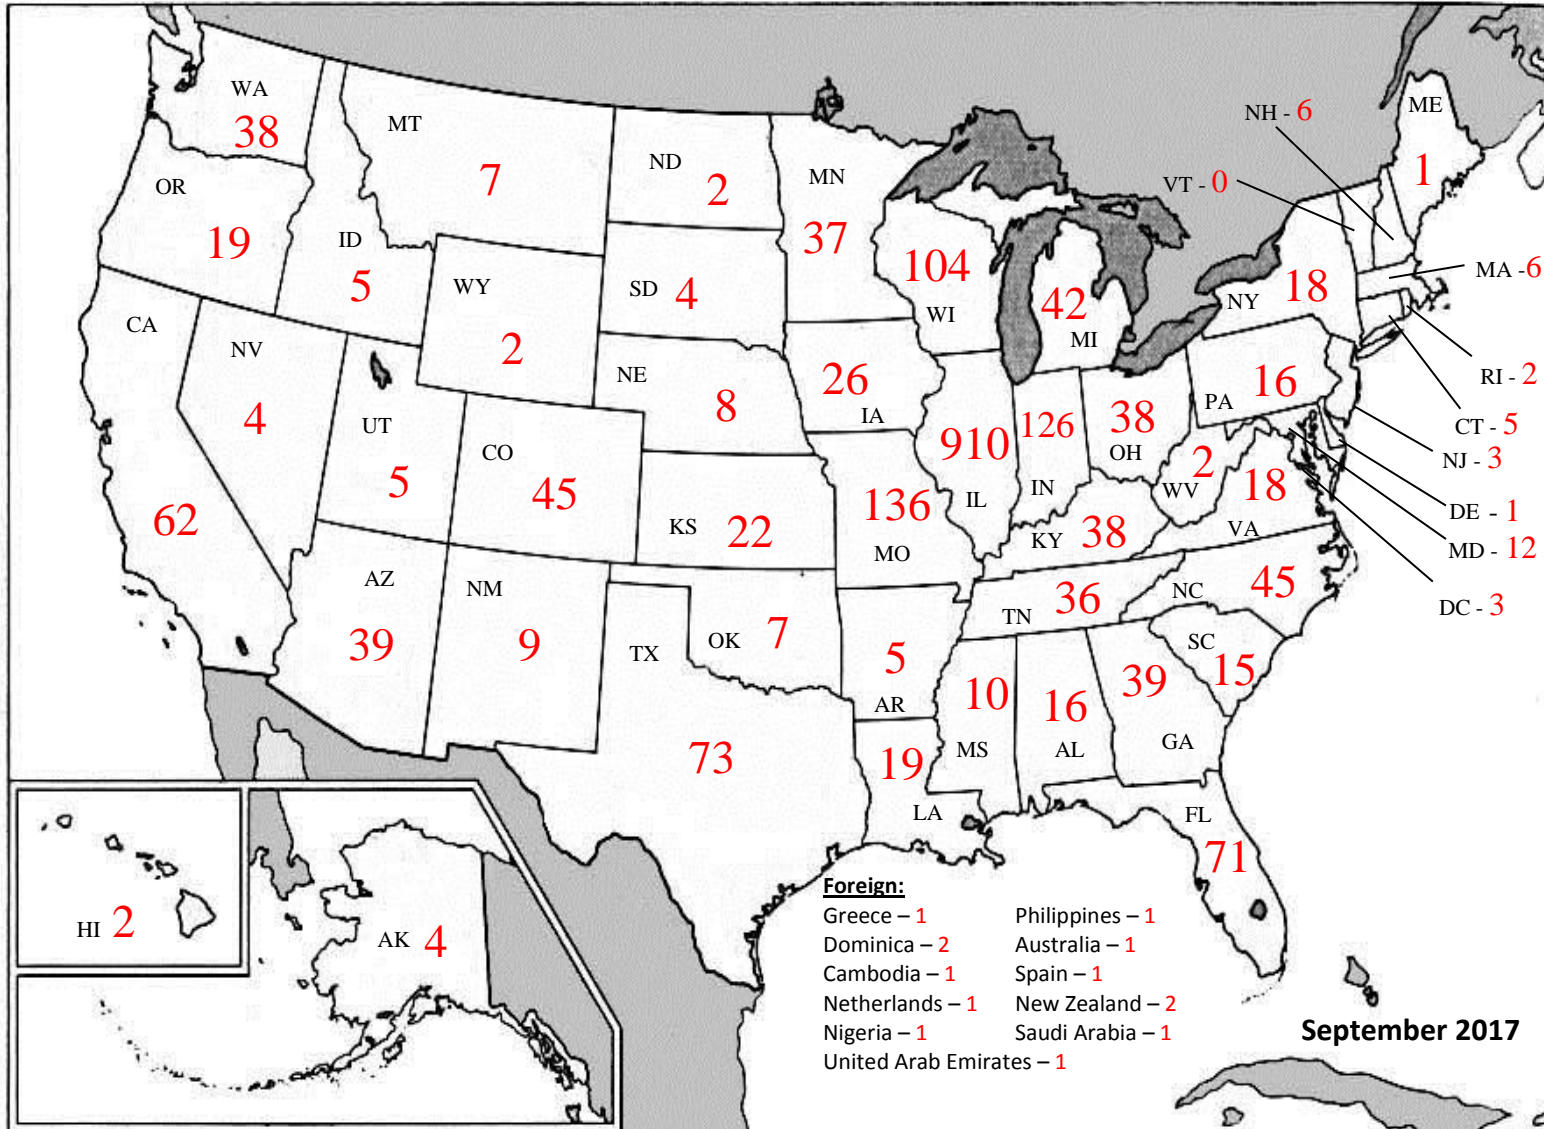 WA
38
MT
7
ND
2
MN
37
OR
19
ID
5
WY
2
SD
4
WI
104
MI
42
NH - 6
VT - 0
ME
1
NY
18
MA -6
RI - 2
CT - 5
NJ - 3
DE - 1
MD - 12
DC - 3
CA
62
NV
4
UT
5
CO
45
NE
8
IA
26
IL
910
IN
126
OH
38
PA
16
WV
2
VA
18
KS
22
MO
136
KY
38
AZ
39
NM
9
TX
73
OK
7
AR
5
TN
36
NC
45
SC
15
MS
10
AL
16
GA
39
LA
19
FL
71
HI 2
AK 4
Foreign:
Greece – 1
Dominica – 2
Cambodia – 1
Netherlands – 1
Nigeria – 1
United Arab Emirates – 1
Philippines – 1
Australia – 1
Spain – 1
New Zealand – 2
Saudi Arabia – 1
September 2017